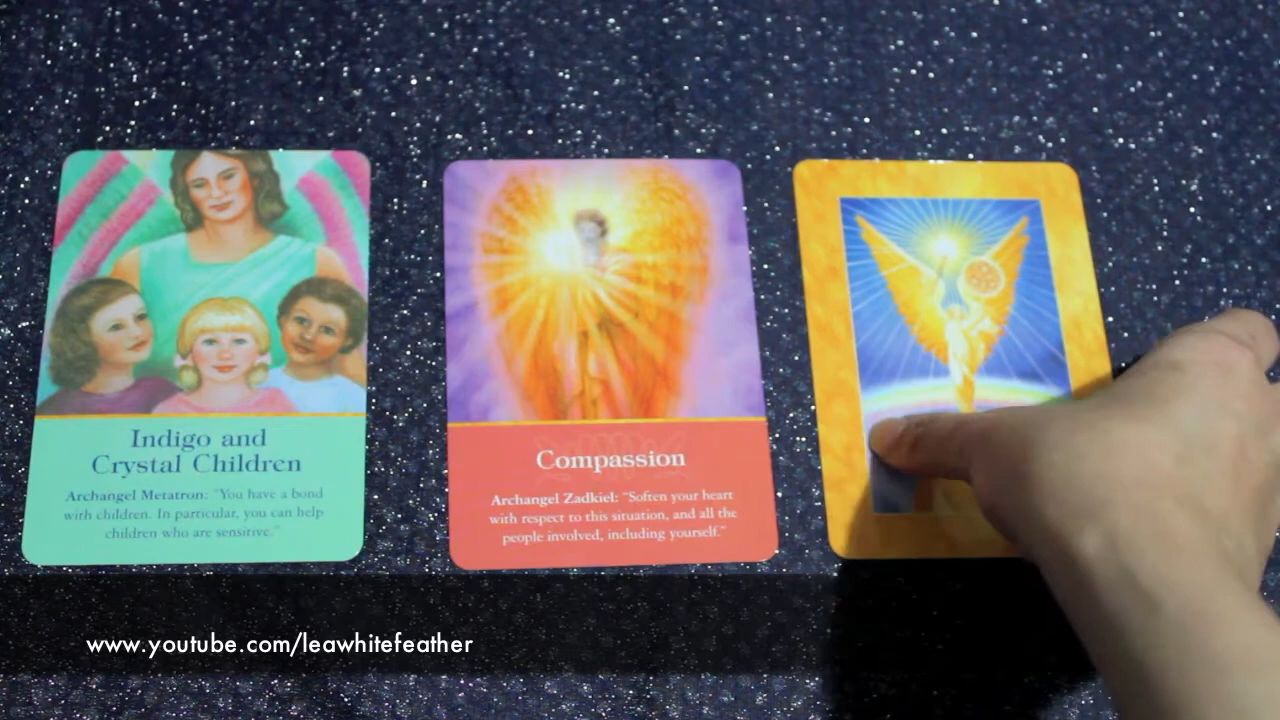 Indigo and
Crystal Children
Archangel Metatron: "You have a bond
with children. In particular, you can help
children who are sensitive."
Compassion
Archangel Zadkiel: "Soften your heart
with respect to this situation, and all the
people involved, including yourself."
www.youtube.com/leawhitefeather